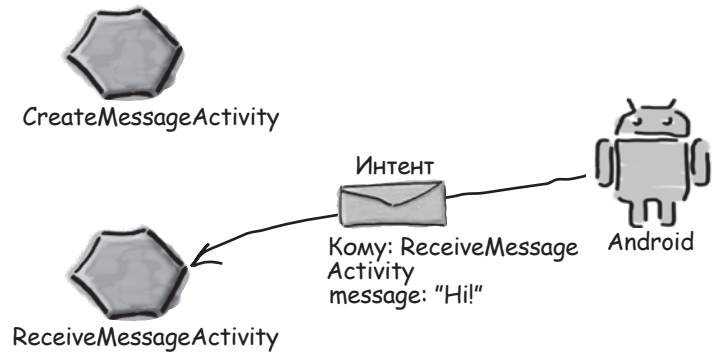 CreateMessageActivity
Интент
Кому: ReceiveMessage
Activity
message: "Hi!"
Android
ReceiveMessageActivity